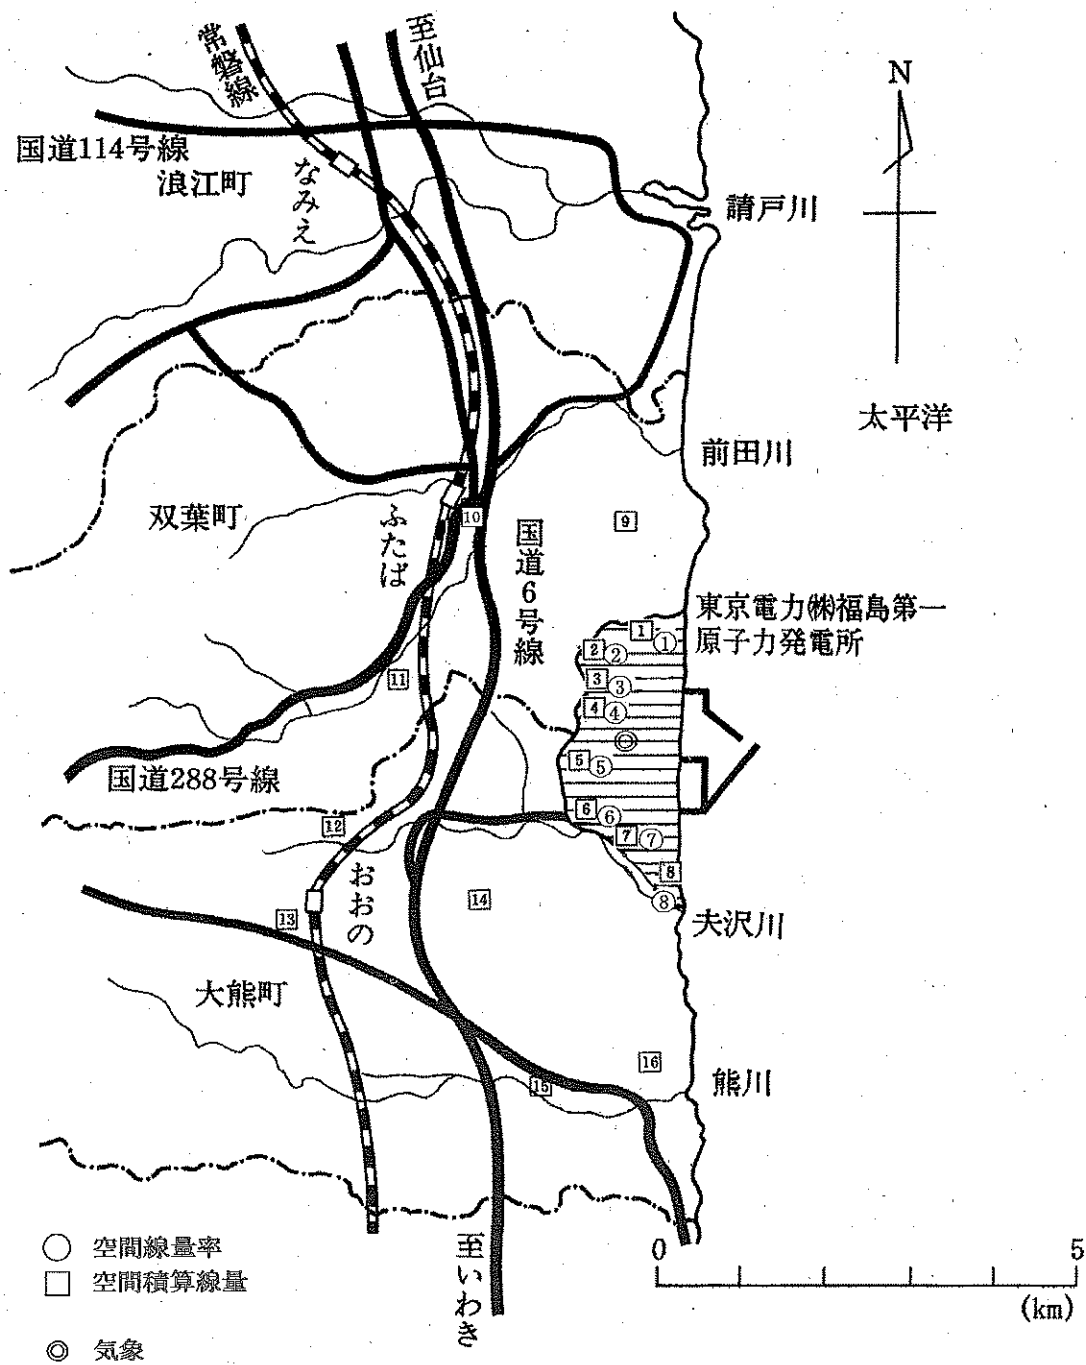 常磐線
至仙台
N
国道114号線
浪江町
なみえ
請戸川
太平洋
前田川
双葉町
ふたば
10
9
国道6号線
東京電力㈱福島第一
原子力発電所
1
①
2
②
3
③
11
4
④
5
⑤
国道288号線
6
⑥
12
7
⑦
8
⑧
おおの
14
13
夫沢川
大熊町
16
15
熊川
○ 空間線量率
□ 空間積算線量
◎ 気象
至いわき
0
5
(km)